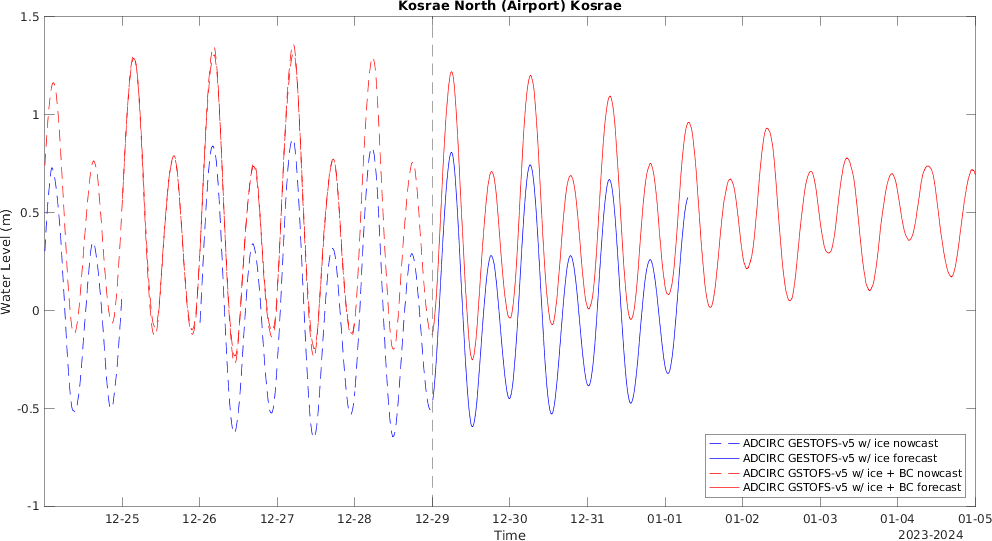 Kosrae North (Airport) Kosrae
1.5
1
0.5
0
-0.5
-1
Water Level (m)
ADCIRC GESTOFS-v5 w/ ice nowcast
ADCIRC GESTOFS-v5 w/ ice forecast
ADCIRC GSTOFS-v5 w/ ice + BC nowcast
ADCIRC GSTOFS-v5 w/ ice + BC forecast
12-25 12-26 12-27 12-28 12-29 12-30 12-31 01-01 01-02 01-03 01-04 01-05
Time
2023-2024